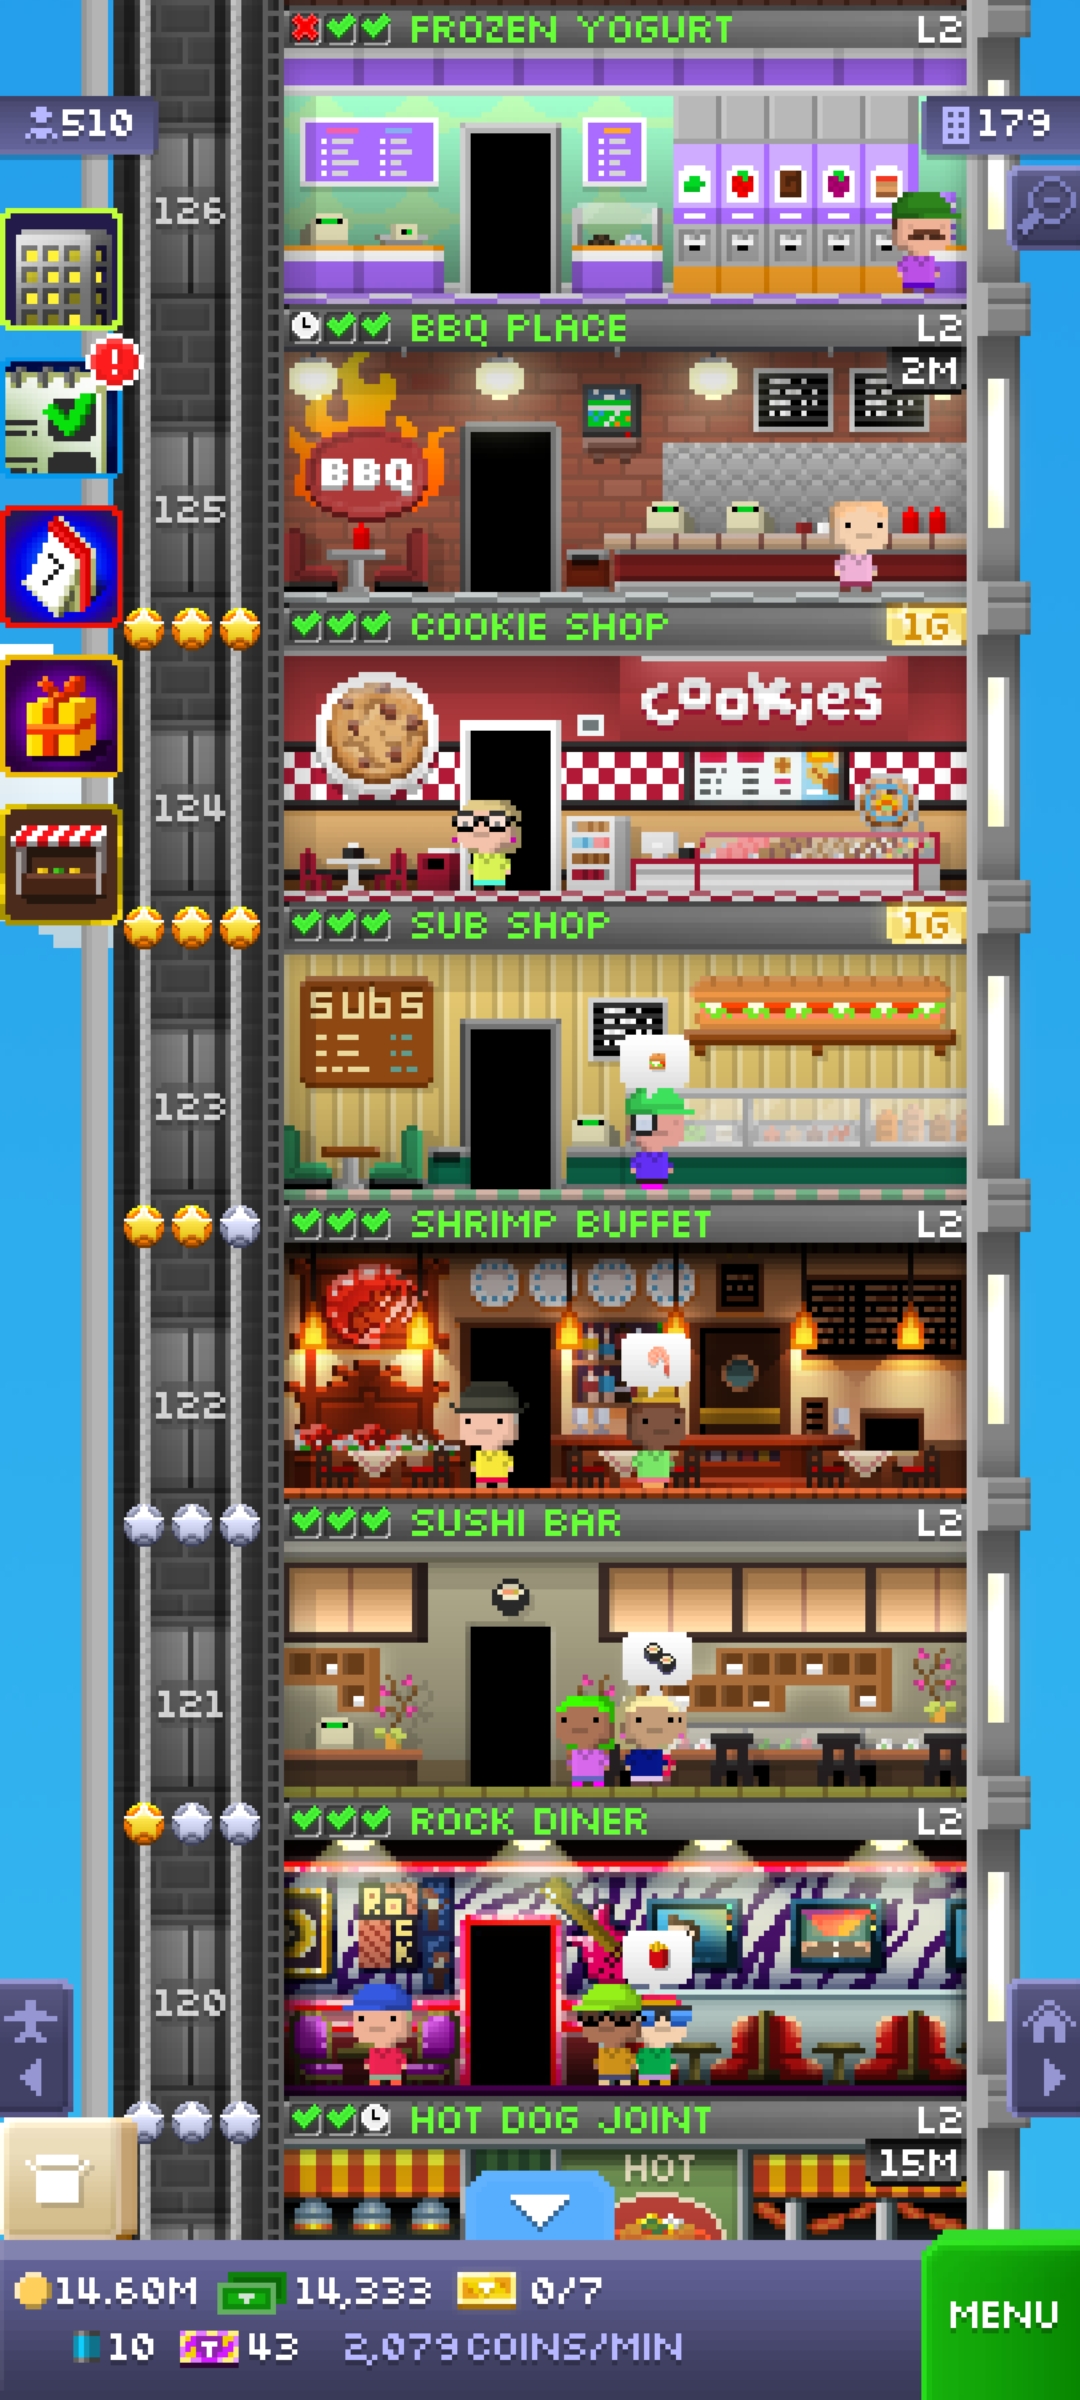 FROZEN YOGURT L2
510
179
126
BBQ PLACE L2
2M
BBQ
125
7
COOKIE SHOP 1G
cookies
124
SUB SHOP 1G
subs
123
SHRIMP BUFFET L2
122
SUSHI BAR L2
121
ROCK DINER L2
ROCK
120
HOT DOG JOINT L2
15M
HOT
14.60M 14,333 0/7
MENU
10 43 2,079 COINS/MIN